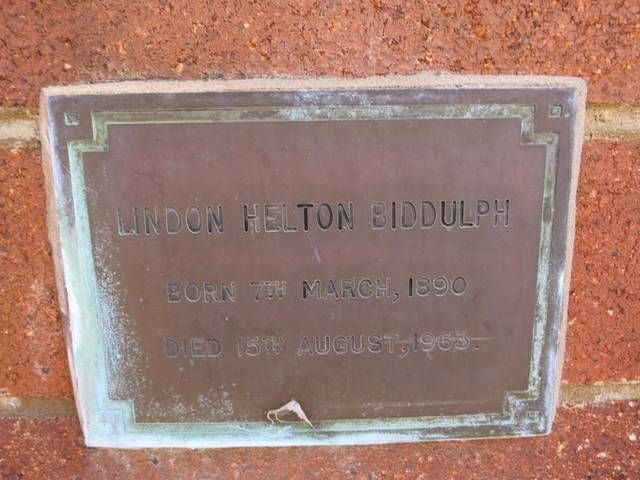 LINDON HELTON BIDDULPH
BORN 7TH MARCH, 1890
DIED 15TH AUGUST, 1963.